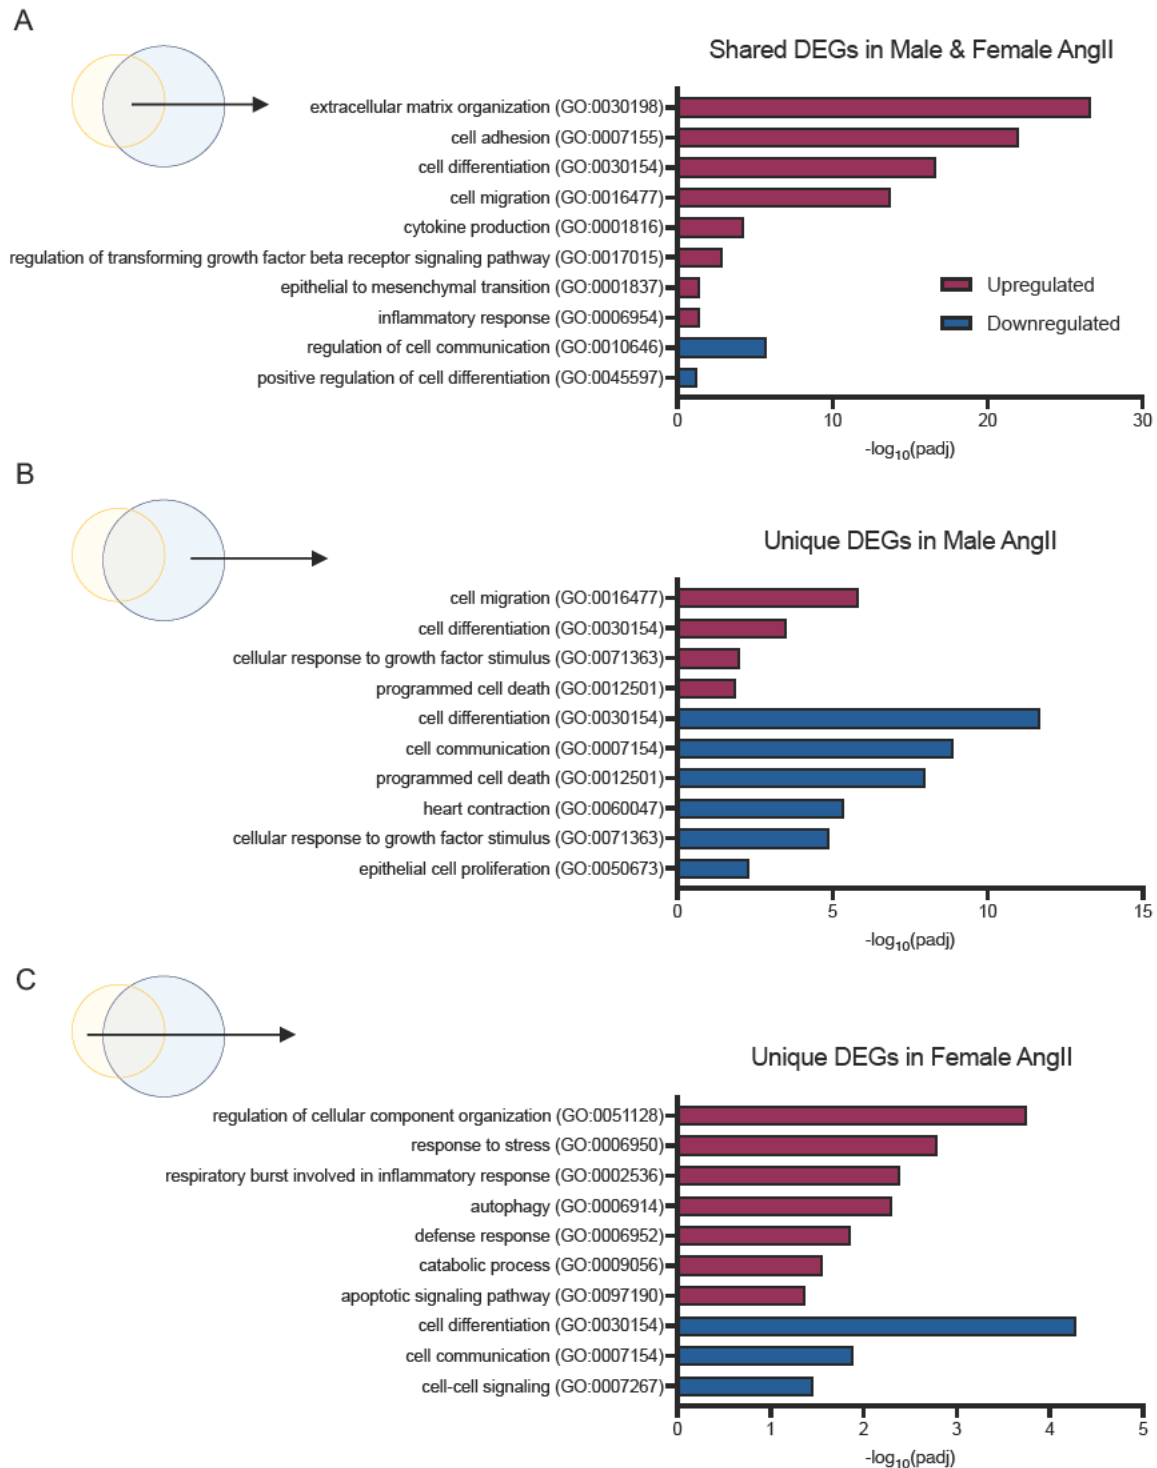 A
Shared DEGs in Male & Female AngII
extracellular matrix organization (GO:0030198)
cell adhesion (GO:0007155)
cell differentiation (GO:0030154)
cell migration (GO:0016477)
cytokine production (GO:0001816)
regulation of transforming growth factor beta receptor signaling pathway (GO:0017015)
epithelial to mesenchymal transition (GO:0001837)
inflammatory response (GO:0006954)
regulation of cell communication (GO:0010646)
positive regulation of cell differentiation (GO:0045597)
Upregulated
Downregulated
0 10 20 30
-log10(padj)
B
Unique DEGs in Male AngII
cell migration (GO:0016477)
cell differentiation (GO:0030154)
cellular response to growth factor stimulus (GO:0071363)
programmed cell death (GO:0012501)
cell differentiation (GO:0030154)
cell communication (GO:0007154)
programmed cell death (GO:0012501)
heart contraction (GO:0060047)
cellular response to growth factor stimulus (GO:0071363)
epithelial cell proliferation (GO:0050673)
0 5 10 15
-log10(padj)
C
Unique DEGs in Female AngII
regulation of cellular component organization (GO:0051128)
response to stress (GO:0006950)
respiratory burst involved in inflammatory response (GO:0002536)
autophagy (GO:0006914)
defense response (GO:0006952)
catabolic process (GO:0009056)
apoptotic signaling pathway (GO:0097190)
cell differentiation (GO:0030154)
cell communication (GO:0007154)
cell-cell signaling (GO:0007267)
0 1 2 3 4 5
-log10(padj)